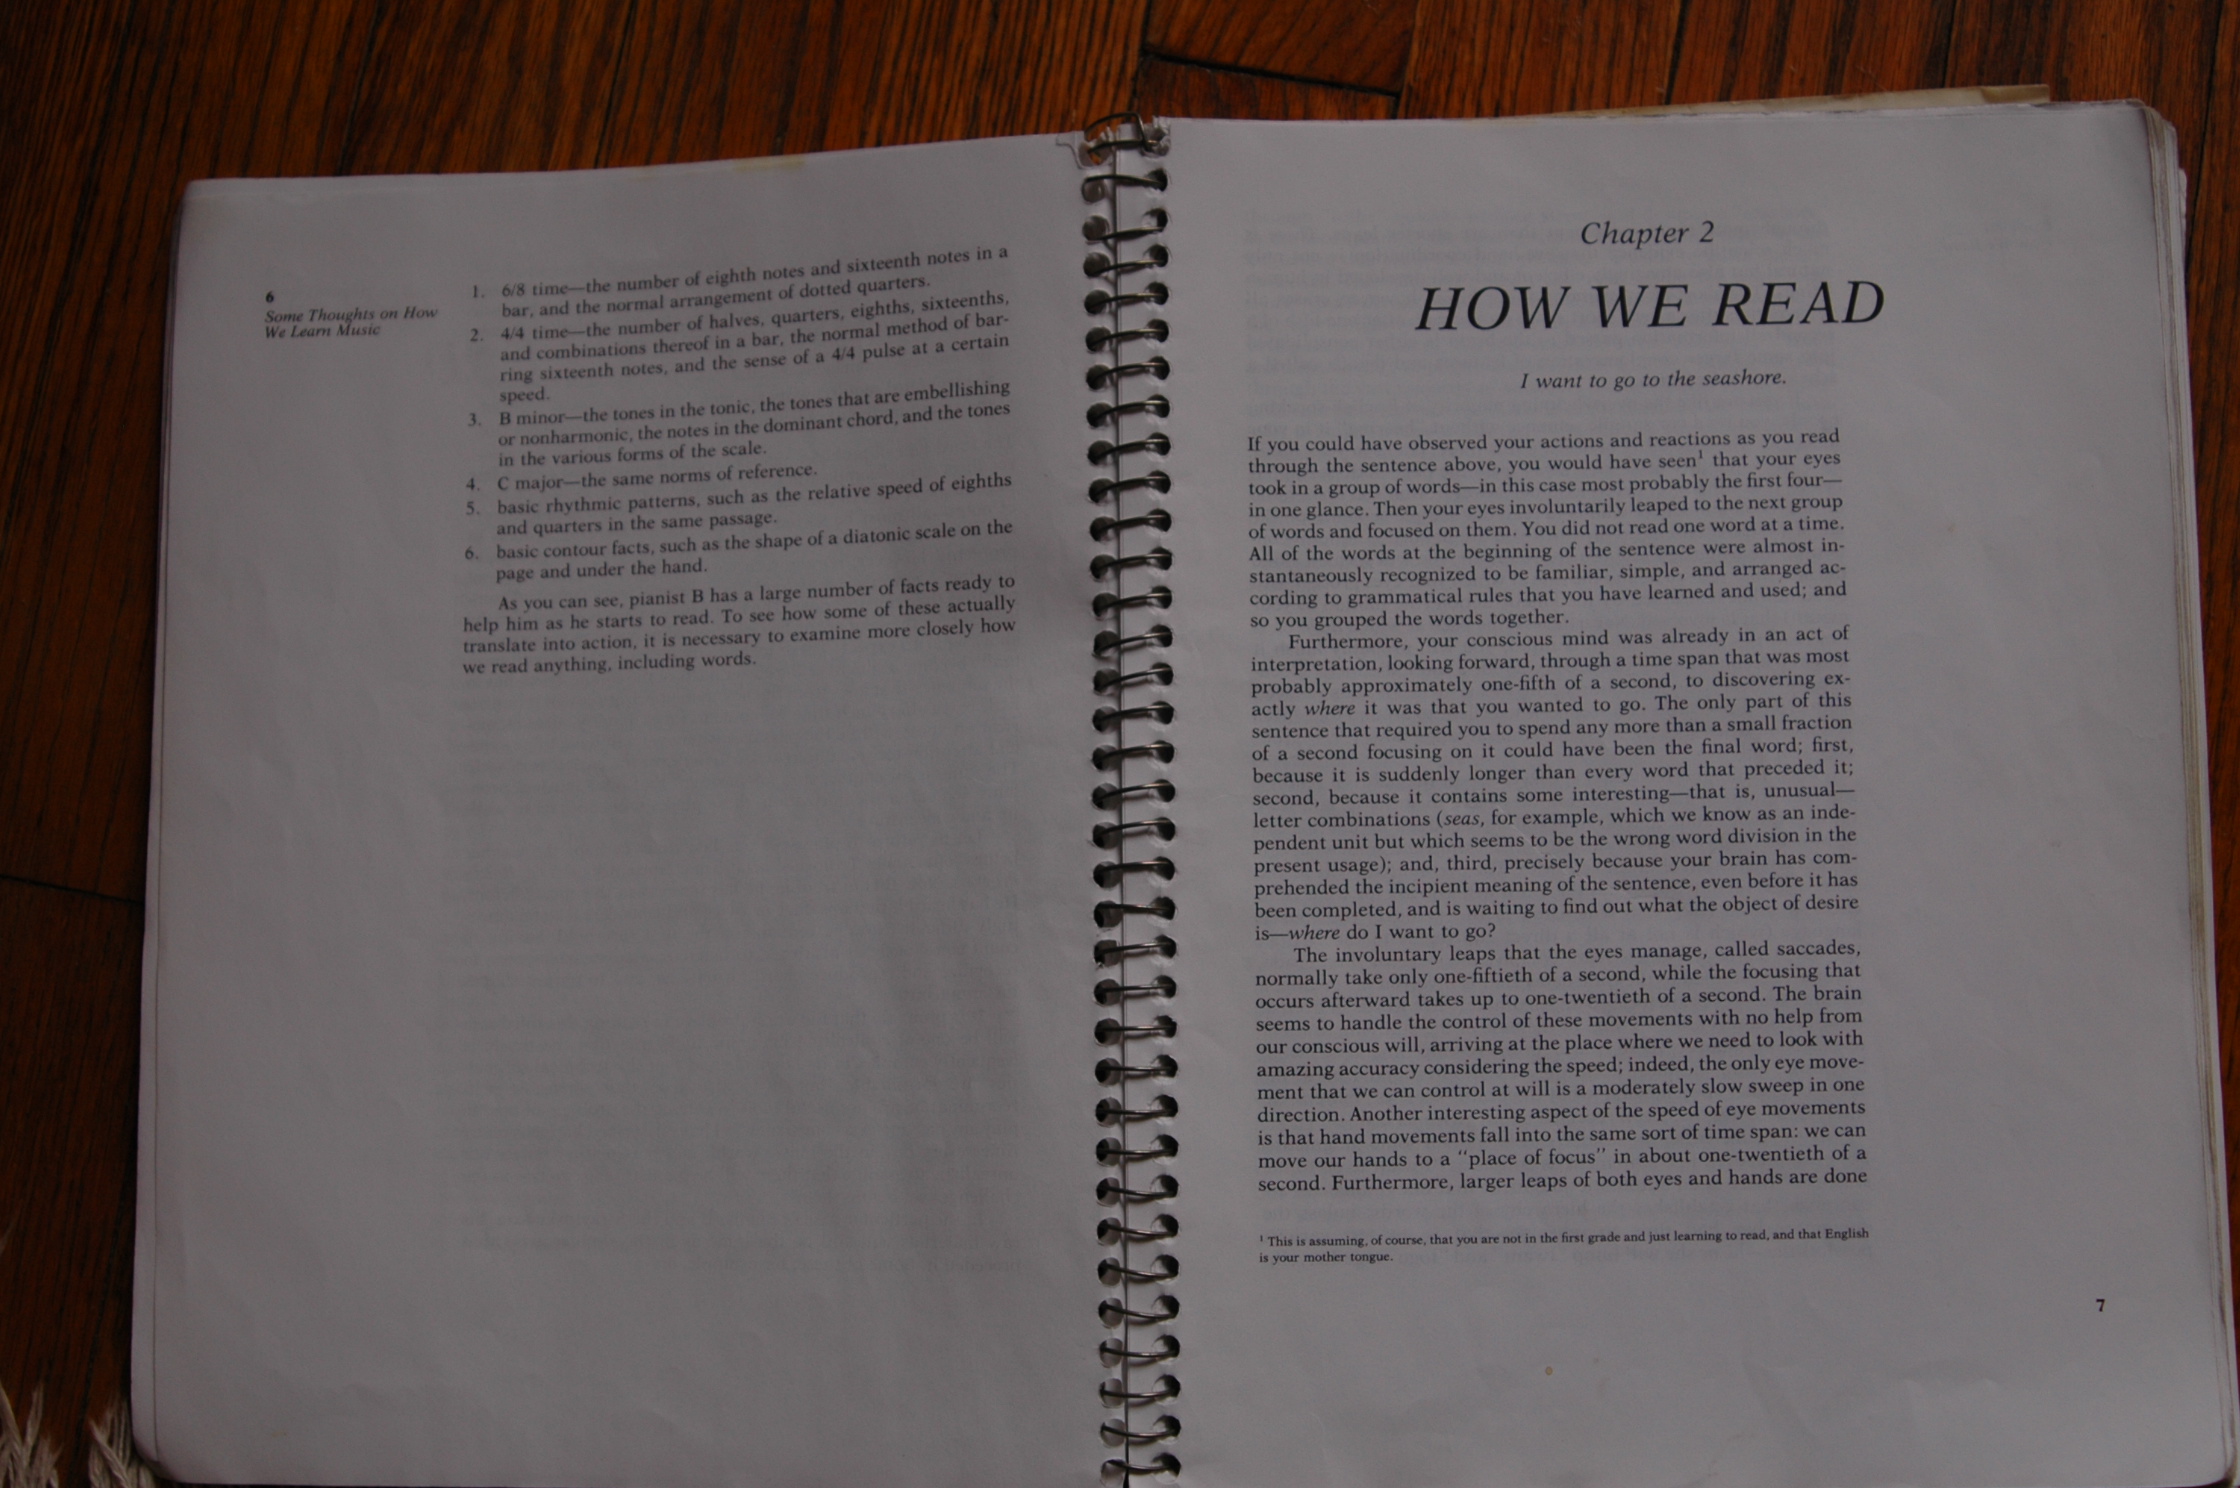 6
Some Thoughts on How
We Learn Music
1. 6/8 time—the number of eighth notes and sixteenth notes in a
bar, and the normal arrangement of dotted quarters.
2. 4/4 time—the number of halves, quarters, eighths, sixteenths,
and combinations thereof in a bar, the normal method of bar-
ring sixteenth notes, and the sense of a 4/4 pulse at a certain
speed.
3. B minor—the tones in the tonic, the tones that are embellishing
or nonharmonic, the notes in the dominant chord, and the tones
in the various forms of the scale.
4. C major—the same norms of reference.
5. basic rhythmic patterns, such as the relative speed of eighths
and quarters in the same passage.
6. basic contour facts, such as the shape of a diatonic scale on the
page and under the hand.
As you can see, pianist B has a large number of facts ready to
help him as he starts to read. To see how some of these actually
translate into action, it is necessary to examine more closely how
we read anything, including words.
Chapter 2
HOW WE READ
I want to go to the seashore.
If you could have observed your actions and reactions as you read
through the sentence above, you would have seen¹ that your eyes
took in a group of words—in this case most probably the first four—
in one glance. Then your eyes involuntarily leaped to the next group
of words and focused on them. You did not read one word at a time.
All of the words at the beginning of the sentence were almost in-
stantaneously recognized to be familiar, simple, and arranged ac-
cording to grammatical rules that you have learned and used; and
so you grouped the words together.
Furthermore, your conscious mind was already in an act of
interpretation, looking forward, through a time span that was most
probably approximately one-fifth of a second, to discovering ex-
actly where it was that you wanted to go. The only part of this
sentence that required you to spend any more than a small fraction
of a second focusing on it could have been the final word; first,
because it is suddenly longer than every word that preceded it;
second, because it contains some interesting—that is, unusual—
letter combinations (seas, for example, which we know as an inde-
pendent unit but which seems to be the wrong word division in the
present usage); and, third, precisely because your brain has com-
prehended the incipient meaning of the sentence, even before it has
been completed, and is waiting to find out what the object of desire
is—where do I want to go?
The involuntary leaps that the eyes manage, called saccades,
normally take only one-fiftieth of a second, while the focusing that
occurs afterward takes up to one-twentieth of a second. The brain
seems to handle the control of these movements with no help from
our conscious will, arriving at the place where we need to look with
amazing accuracy considering the speed; indeed, the only eye move-
ment that we can control at will is a moderately slow sweep in one
direction. Another interesting aspect of the speed of eye movements
is that hand movements fall into the same sort of time span: we can
move our hands to a "place of focus" in about one-twentieth of a
second. Furthermore, larger leaps of both eyes and hands are done
¹ This is assuming, of course, that you are not in the first grade and just learning to read, and that English
is your mother tongue.
7